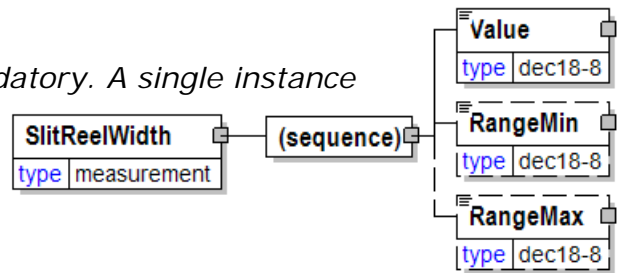 Value
type dec18-8
datory. A single instance
SlitReelWidth
type measurement
(sequence)
RangeMin
type dec18-8
RangeMax
type dec18-8